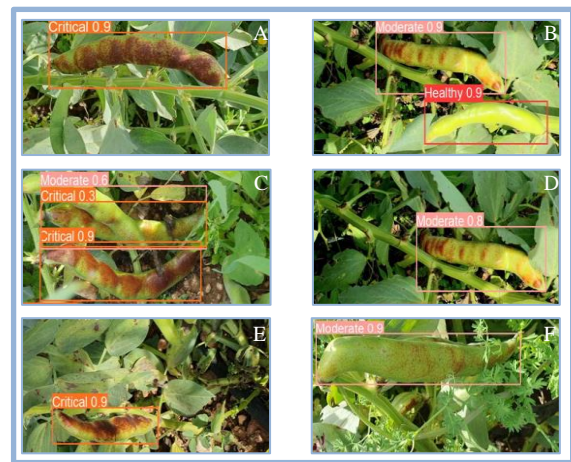 A
Critical 0.9
B
Moderate 0.9
Healthy 0.9
C
Moderate 0.6
Critical 0.3
Critical 0.9
D
Moderate 0.8
E
Critical 0.9
F
Moderate 0.9